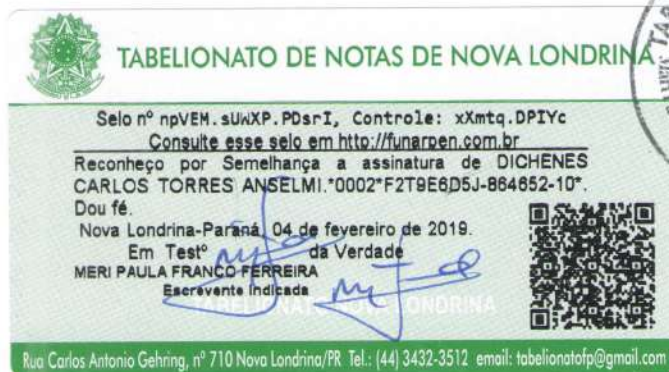 TABELIONATO DE NOTAS DE NOVA LONDRINA
Selo nº npVEM.sUWXP.PDsrI, Controle: xXmtq.DPIYc
Consulte esse selo em http://funarpen.com.br
Reconheço por Semelhança a assinatura de DICHENES
CARLOS TORRES ANSELMI.*0002*F2T9E6D5J-864652-10*.
Dou fé.
Nova Londrina-Paraná, 04 de fevereiro de 2019.
Em Testº da Verdade
MERI PAULA FRANCO FERREIRA
Escrevente Indicada
TABELIONATO NOVA LONDRINA
Rua Carlos Antonio Gehring, nº 710 Nova Londrina/PR Tel.: (44) 3432-3512 email: tabelionatofp@gmail.com